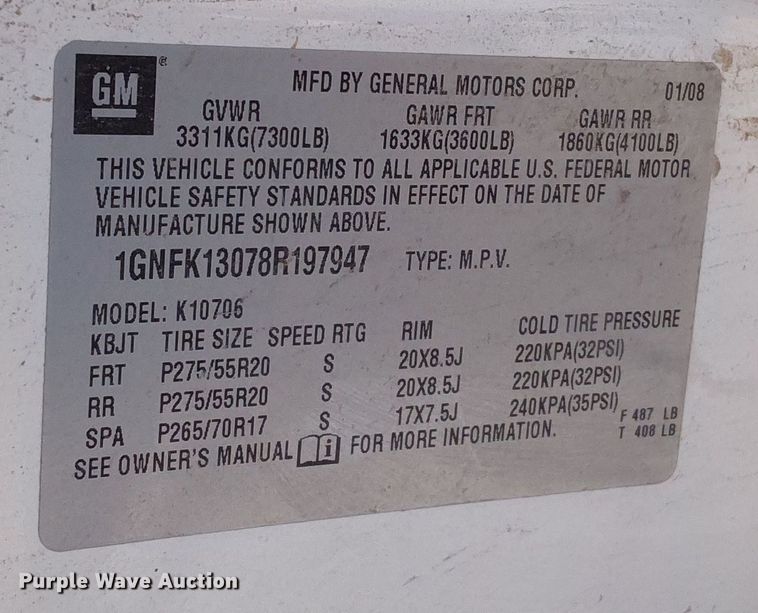 GM ®
MFD BY GENERAL MOTORS CORP. 01/08
GVWR GAWR FRT GAWR RR
3311KG(7300LB) 1633KG(3600LB) 1860KG(4100LB)
THIS VEHICLE CONFORMS TO ALL APPLICABLE U.S. FEDERAL MOTOR
VEHICLE SAFETY STANDARDS IN EFFECT ON THE DATE OF
MANUFACTURE SHOWN ABOVE.
1GNFK13078R197947 TYPE: M.P.V.
MODEL: K10706
KBJT TIRE SIZE SPEED RTG RIM COLD TIRE PRESSURE
FRT P275/55R20 S 20X8.5J 220KPA(32PSI)
RR P275/55R20 S 20X8.5J 220KPA(32PSI)
SPA P265/70R17 S 17X7.5J 240KPA(35PSI) F 487 LB
SEE OWNER'S MANUAL i FOR MORE INFORMATION. T 408 LB
Purple Wave Auction